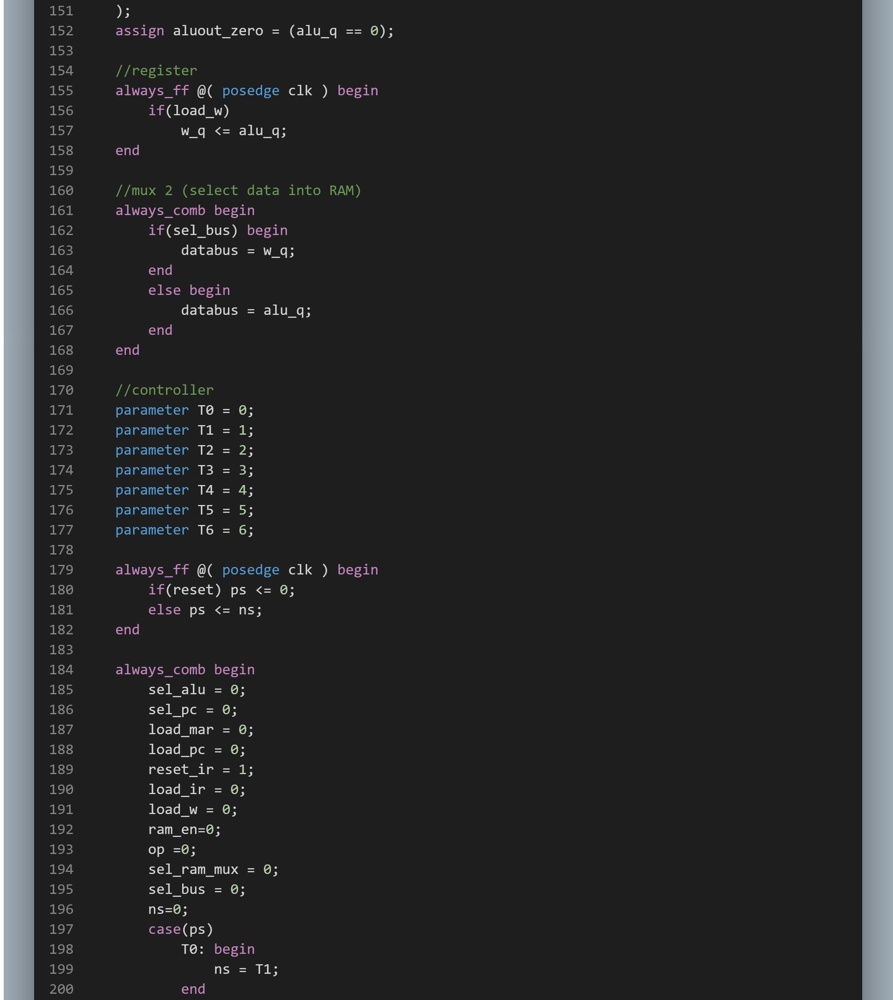 151     );
152     assign aluout_zero = (alu_q == 0);
153
154     //register
155     always_ff @( posedge clk ) begin
156         if(load_w)
157             w_q <= alu_q;
158     end
159
160     //mux 2 (select data into RAM)
161     always_comb begin
162         if(sel_bus) begin
163             databus = w_q;
164         end
165         else begin
166             databus = alu_q;
167         end
168     end
169
170     //controller
171     parameter T0 = 0;
172     parameter T1 = 1;
173     parameter T2 = 2;
174     parameter T3 = 3;
175     parameter T4 = 4;
176     parameter T5 = 5;
177     parameter T6 = 6;
178
179     always_ff @( posedge clk ) begin
180         if(reset) ps <= 0;
181         else ps <= ns;
182     end
183
184     always_comb begin
185         sel_alu = 0;
186         sel_pc = 0;
187         load_mar = 0;
188         load_pc = 0;
189         reset_ir = 1;
190         load_ir = 0;
191         load_w = 0;
192         ram_en=0;
193         op =0;
194         sel_ram_mux = 0;
195         sel_bus = 0;
196         ns=0;
197         case(ps)
198             T0: begin
199                 ns = T1;
200             end